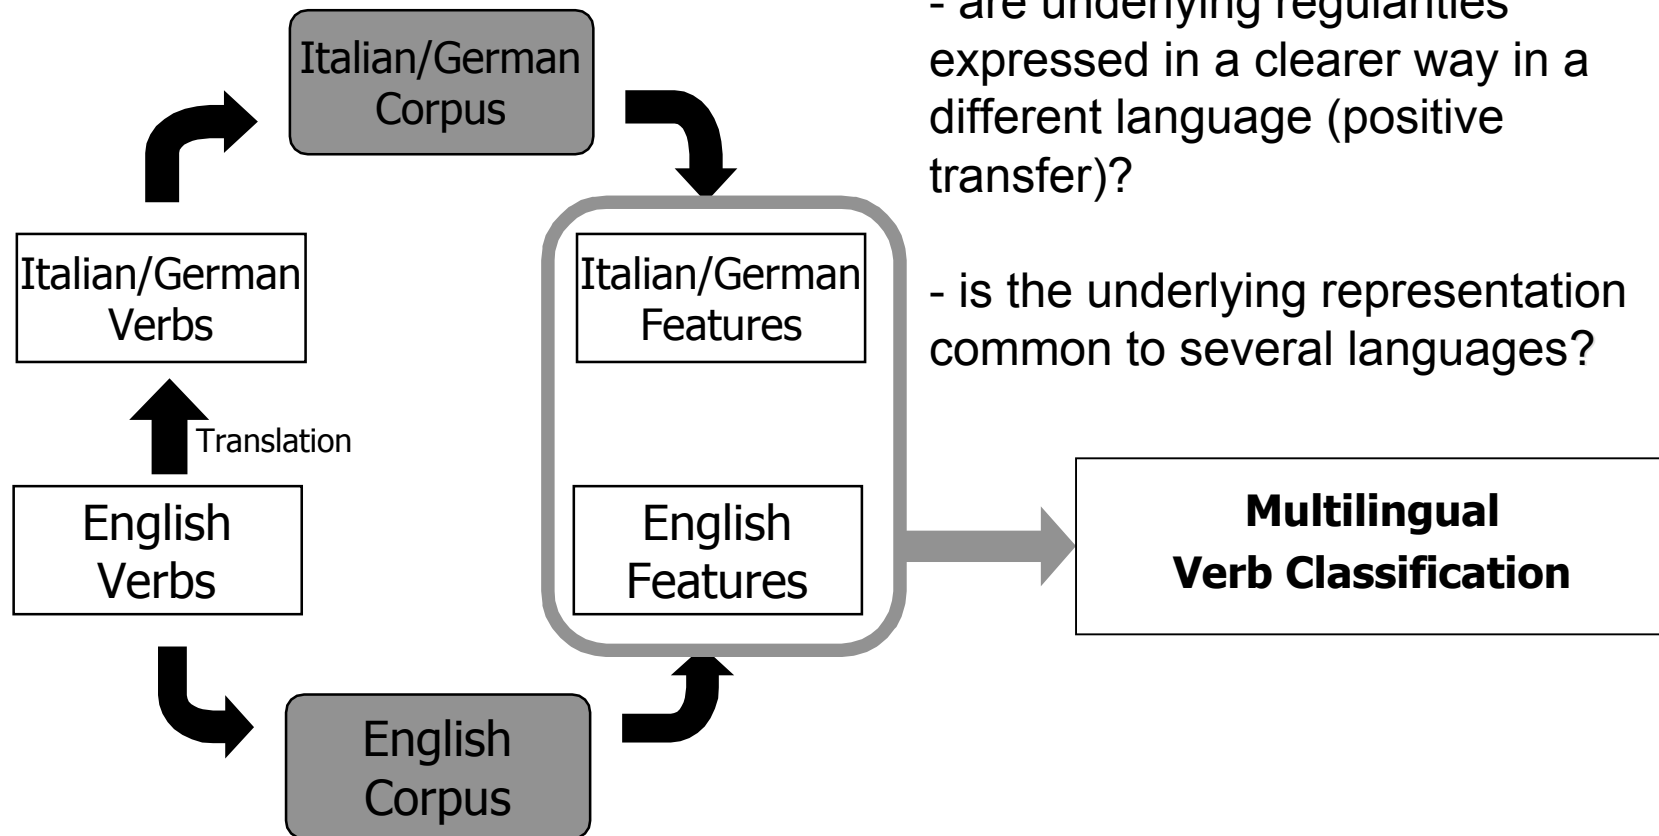 - are underlying regularities
expressed in a clearer way in a
different language (positive
transfer)?
- is the underlying representation
common to several languages?
Italian/German
Corpus
Italian/German
Verbs
Italian/German
Features
Translation
English
Verbs
English
Features
Multilingual
Verb Classification
English
Corpus